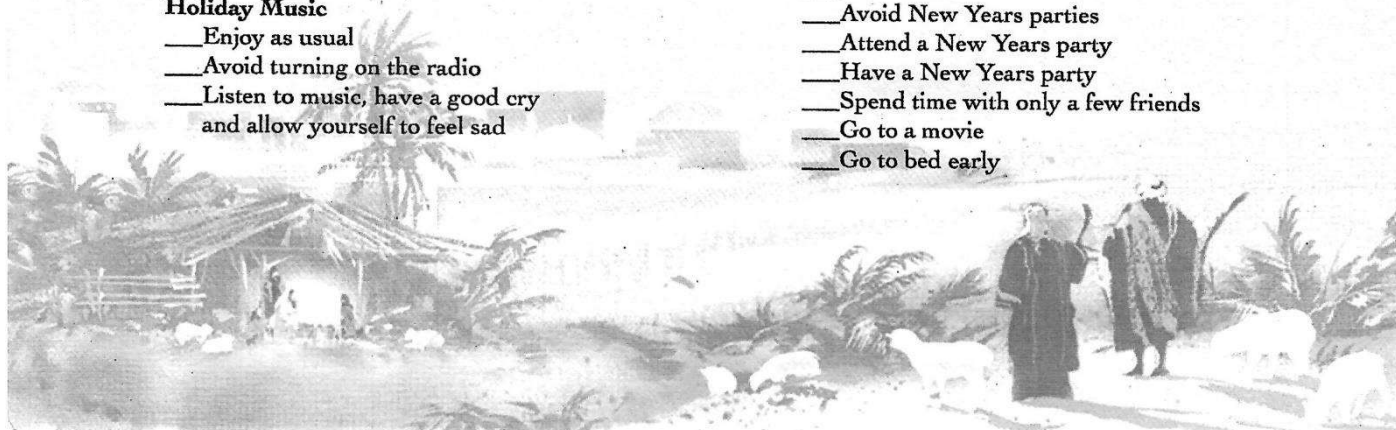 Holiday Music
___Enjoy as usual
___Avoid turning on the radio
___Listen to music, have a good cry
and allow yourself to feel sad
___Avoid New Years parties
___Attend a New Years party
___Have a New Years party
___Spend time with only a few friends
___Go to a movie
___Go to bed early